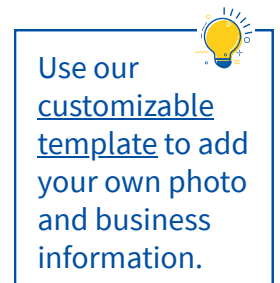 Use our
customizable
template to add
your own photo
and business
information.